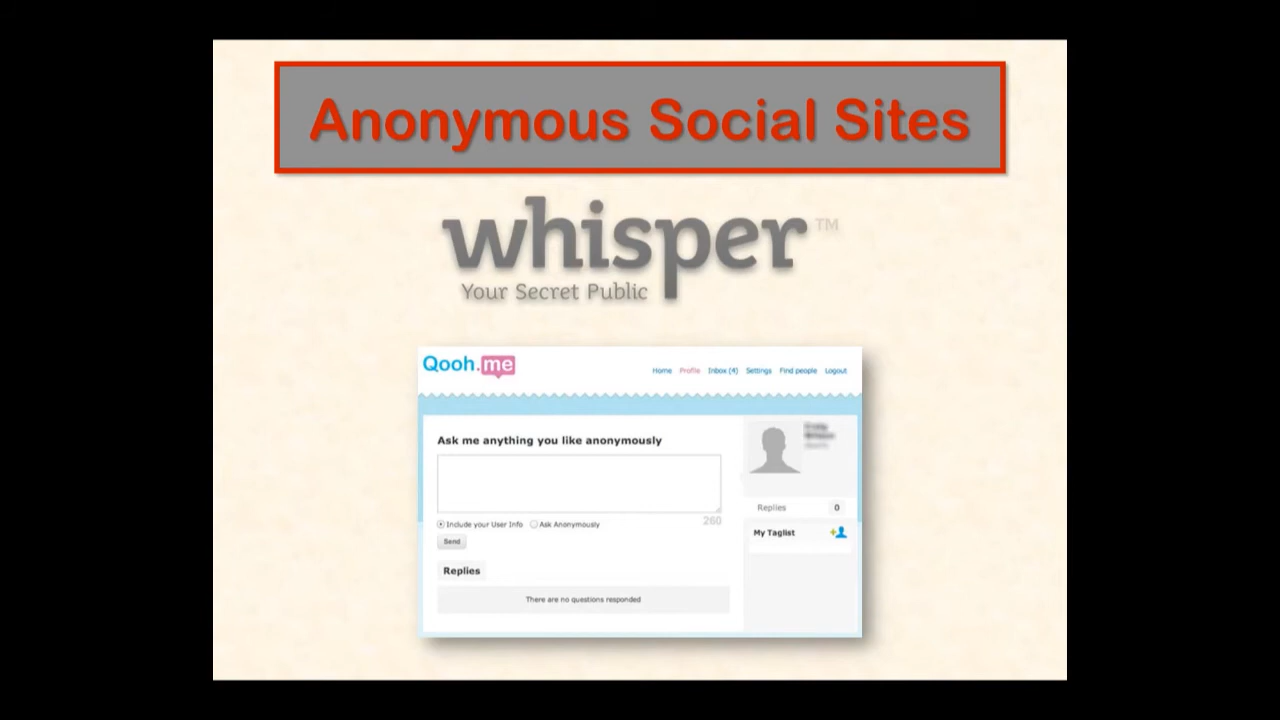 Anonymous Social Sites
whisper™
Your Secret Public
Qooh.me
Home Profile Inbox (4) Settings Find people Logout
Ask me anything you like anonymously
260
Include your User Info Ask Anonymously
Send
Replies
There are no questions responded
Replies 0
My Taglist